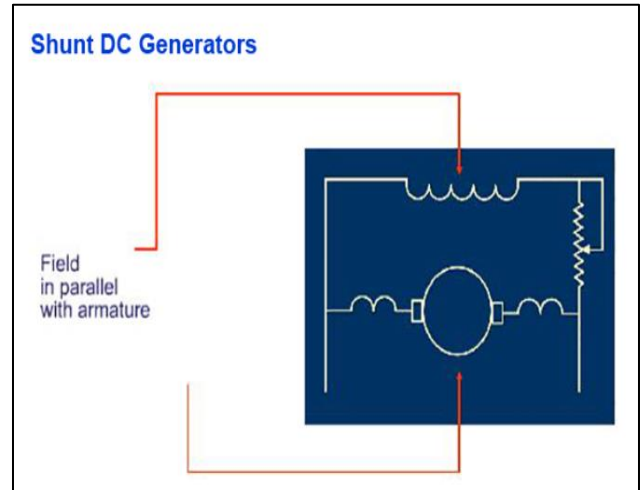 Shunt DC Generators
Field
in parallel
with armature